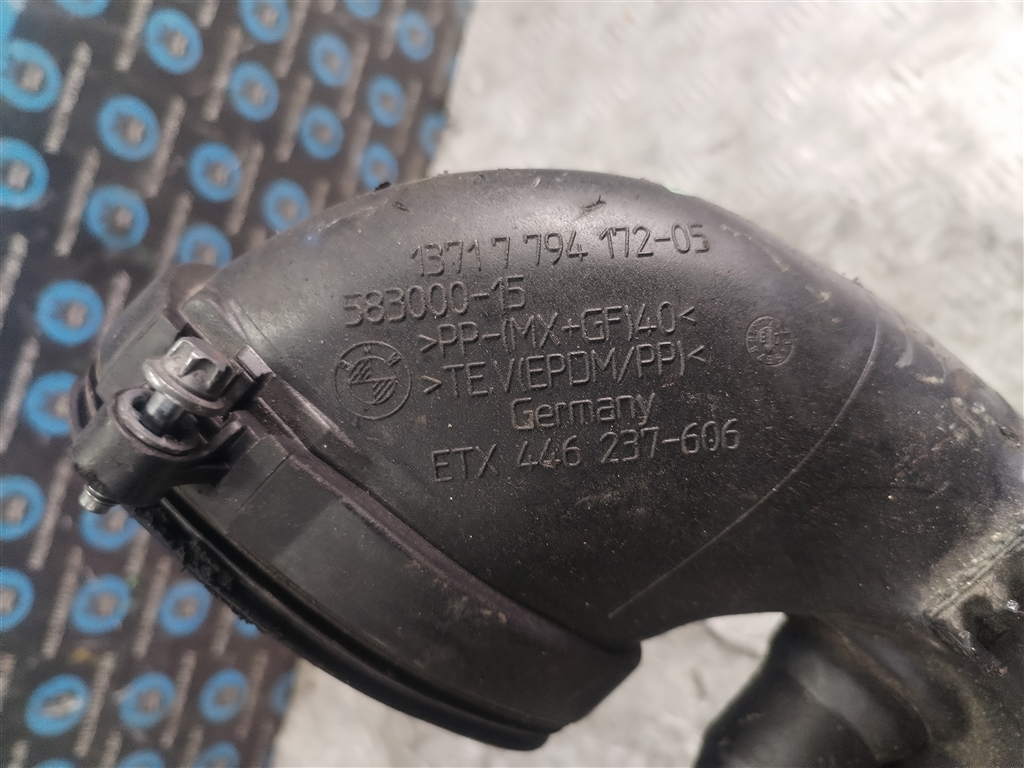 13717 794 172-05
583000-15
>PP-(MX+GF)40<
>TEV(EPDM/PP)<
Germany
ETX 446 237-606